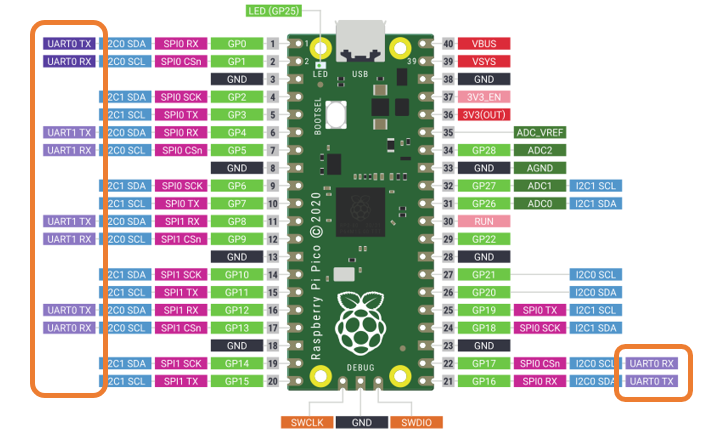 LED (GP25)
UART0 TX I2C0 SDA SPI0 RX GP0 1 1 40 VBUS
UART0 RX I2C0 SCL SPI0 CSn GP1 2 2 39 39 VSYS
LED USB
GND 3 38 GND
I2C1 SDA SPI0 SCK GP2 4 37 3V3_EN
I2C1 SCL SPI0 TX GP3 5 36 3V3(OUT)
BOOTSEL
UART1 TX I2C0 SDA SPI0 RX GP4 6 35 ADC_VREF
UART1 RX I2C0 SCL SPI0 CSn GP5 7 34 GP28 ADC2
GND 8 33 GND AGND
I2C1 SDA SPI0 SCK GP6 9 32 GP27 ADC1 I2C1 SCL
I2C1 SCL SPI0 TX GP7 10 31 GP26 ADC0 I2C1 SDA
UART1 TX I2C0 SDA SPI1 RX GP8 11 30 RUN
UART1 RX I2C0 SCL SPI1 CSn GP9 12 29 GP22
GND 13 28 GND
I2C1 SDA SPI1 SCK GP10 14 27 GP21 I2C0 SCL
I2C1 SCL SPI1 TX GP11 15 26 GP20 I2C0 SDA
Raspberry Pi Pico © 2020
UART0 TX I2C0 SDA SPI1 RX GP12 16 25 GP19 SPI0 TX I2C1 SCL
UART0 RX I2C0 SCL SPI1 CSn GP13 17 24 GP18 SPI0 SCK I2C1 SDA
GND 18 23 GND
I2C1 SDA SPI1 SCK GP14 19 22 GP17 SPI0 CSn I2C0 SCL UART0 RX
DEBUG
I2C1 SCL SPI1 TX GP15 20 21 GP16 SPI0 RX I2C0 SDA UART0 TX
SWCLK GND SWDIO